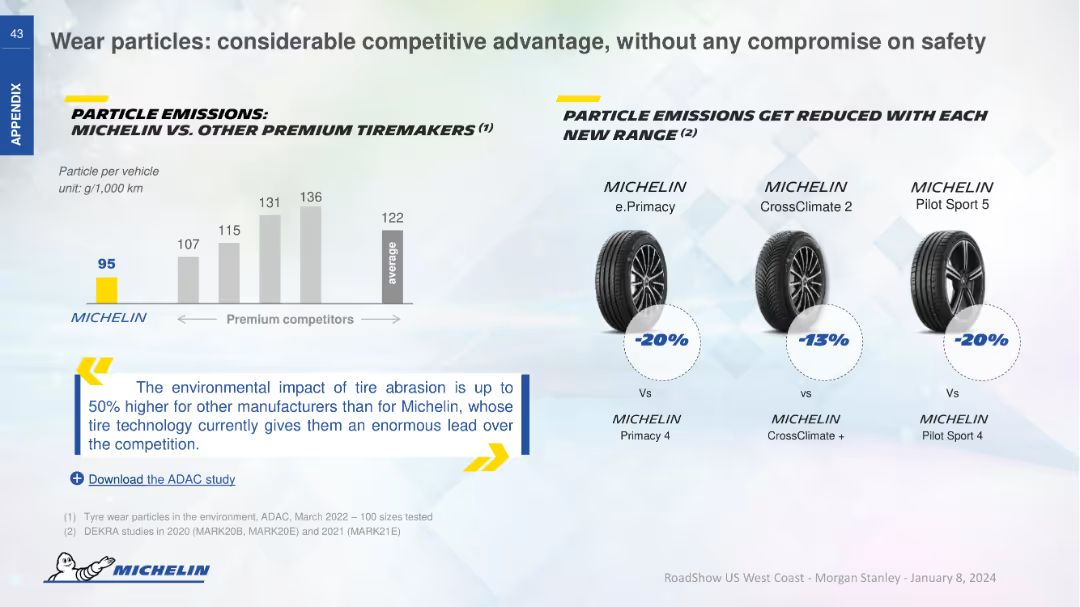 43
APPENDIX
Wear particles: considerable competitive advantage, without any compromise on safety
PARTICLE EMISSIONS:
MICHELIN VS. OTHER PREMIUM TIREMAKERS (1)
Particle per vehicle
unit: g/1,000 km
95
107
115
131
136
122
average
MICHELIN
Premium competitors
The environmental impact of tire abrasion is up to
50% higher for other manufacturers than for Michelin, whose
tire technology currently gives them an enormous lead over
the competition.
Download the ADAC study
PARTICLE EMISSIONS GET REDUCED WITH EACH
NEW RANGE (2)
MICHELIN
e.Primacy
-20%
Vs
MICHELIN
Primacy 4
MICHELIN
CrossClimate 2
-13%
vs
MICHELIN
CrossClimate +
MICHELIN
Pilot Sport 5
-20%
Vs
MICHELIN
Pilot Sport 4
(1) Tyre wear particles in the environment, ADAC, March 2022 – 100 sizes tested
(2) DEKRA studies in 2020 (MARK20B, MARK20E) and 2021 (MARK21E)
MICHELIN
RoadShow US West Coast - Morgan Stanley - January 8, 2024